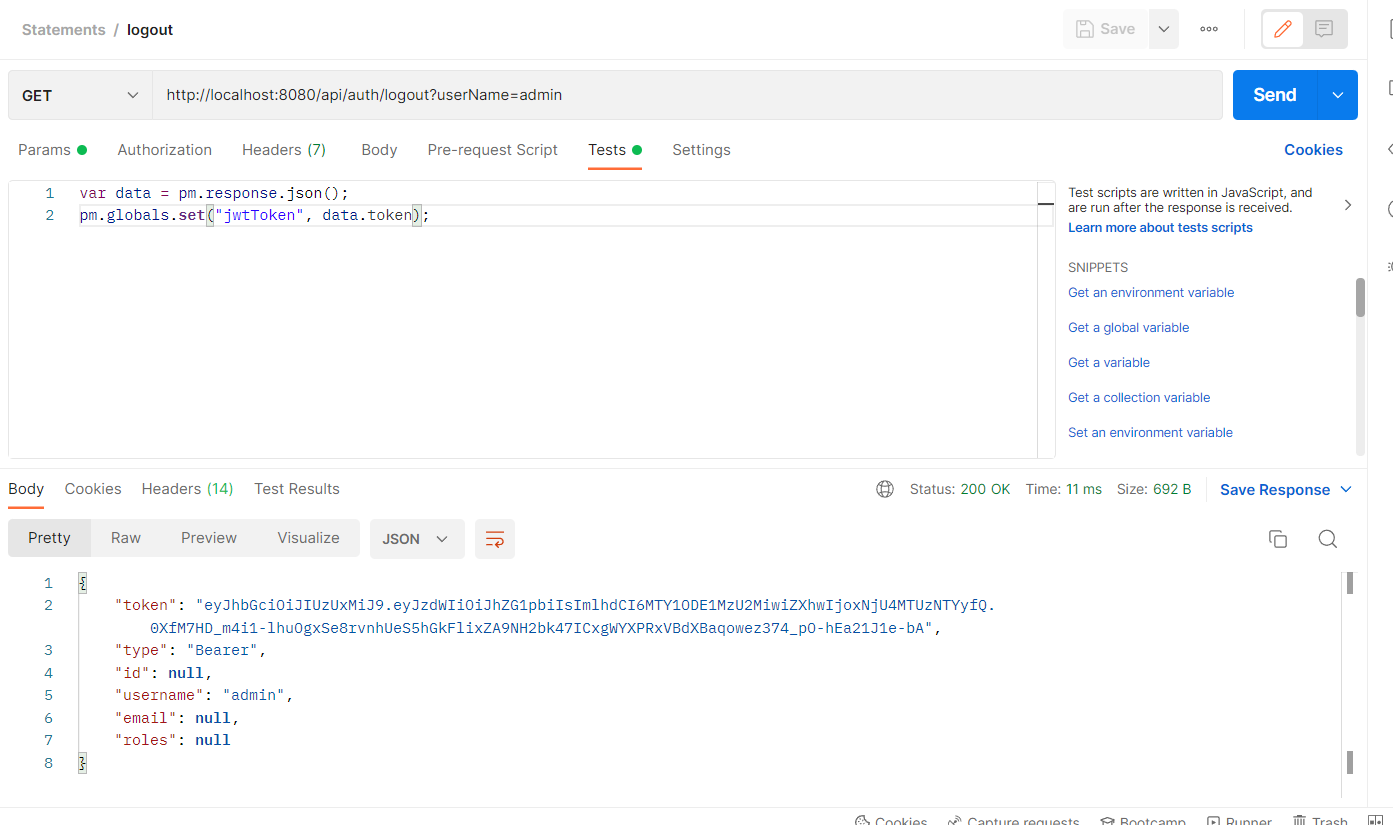 Statements / logout
Save
GET
http://localhost:8080/api/auth/logout?userName=admin
Send
Params
Authorization
Headers (7)
Body
Pre-request Script
Tests
Settings
Cookies
1 var data = pm.response.json();
2 pm.globals.set("jwtToken", data.token);
Test scripts are written in JavaScript, and
are run after the response is received.
Learn more about tests scripts
SNIPPETS
Get an environment variable
Get a global variable
Get a variable
Get a collection variable
Set an environment variable
Body
Cookies
Headers (14)
Test Results
Status: 200 OK
Time: 11 ms
Size: 692 B
Save Response
Pretty
Raw
Preview
Visualize
JSON
1 {
2 "token": "eyJhbGciOiJIUzUxMiJ9.eyJzdWIiOiJhZG1pbiIsImlhdCI6MTY1ODE1MzU2MiwiZXhwIjoxNjU4MTUzNTYyfQ.
0XfM7HD_m4i1-lhuOgxSe8rvnhUeS5hGkFlixZA9NH2bk47ICxgWYXPRxVBdXBaqowez374_pO-hEa21J1e-bA",
3 "type": "Bearer",
4 "id": null,
5 "username": "admin",
6 "email": null,
7 "roles": null
8 }
Cookies
Capture requests
Bootcamp
Runner
Trash